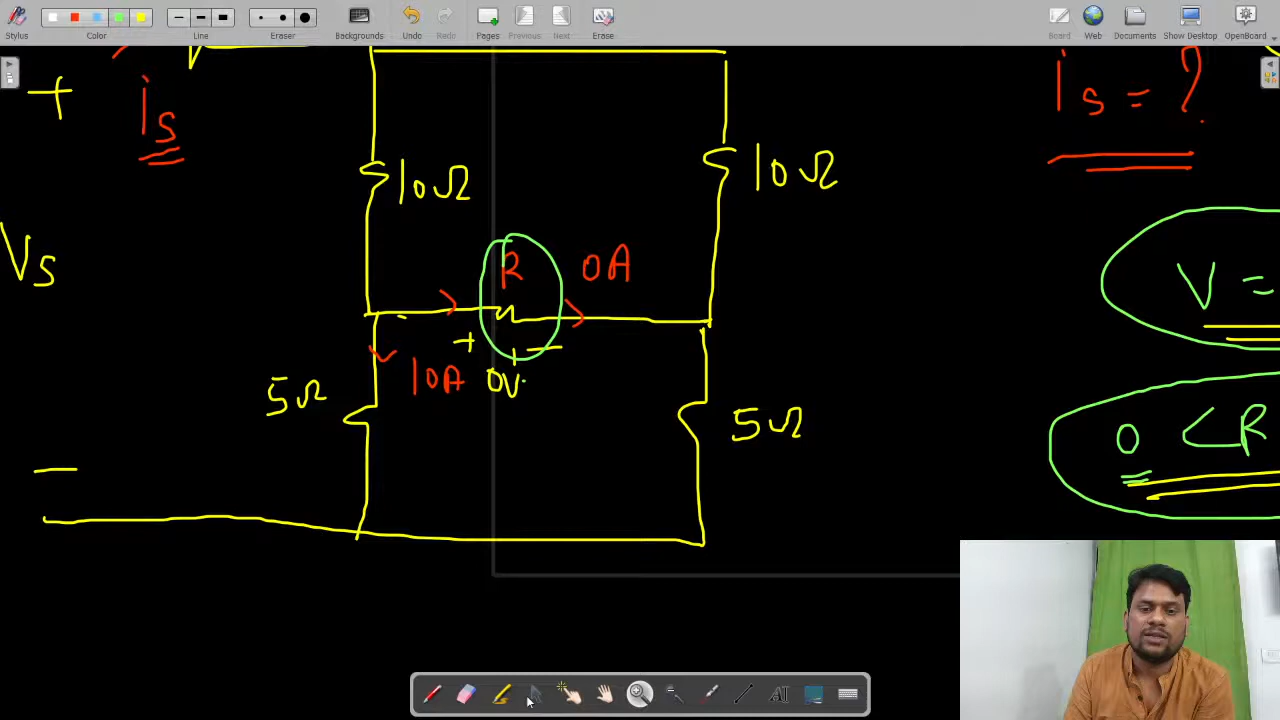 Stylus
Color
Line
Eraser
Backgrounds
Undo
Redo
Pages
Previous
Next
Erase
Board
Web
Documents
Show Desktop
OpenBoard
+
is
is = ?
10Ω
10Ω
Vs
R
0A
V =
+
−
10A
0V
5Ω
5Ω
0 < R
−
AI